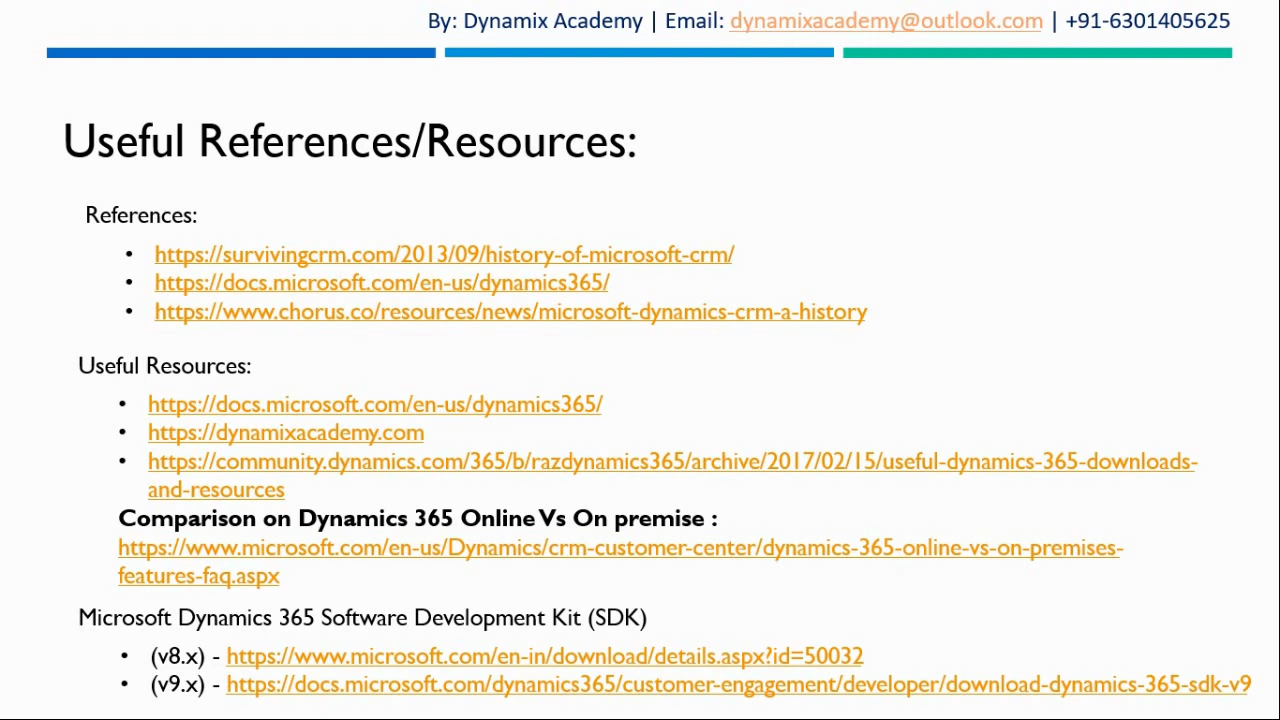 By: Dynamix Academy | Email: dynamixacademy@outlook.com | +91-6301405625
Useful References/Resources:
References:
• https://survivingcrm.com/2013/09/history-of-microsoft-crm/
• https://docs.microsoft.com/en-us/dynamics365/
• https://www.chorus.co/resources/news/microsoft-dynamics-crm-a-history
Useful Resources:
• https://docs.microsoft.com/en-us/dynamics365/
• https://dynamixacademy.com
• https://community.dynamics.com/365/b/razdynamics365/archive/2017/02/15/useful-dynamics-365-downloads-
and-resources
Comparison on Dynamics 365 Online Vs On premise :
https://www.microsoft.com/en-us/Dynamics/crm-customer-center/dynamics-365-online-vs-on-premises-
features-faq.aspx
Microsoft Dynamics 365 Software Development Kit (SDK)
• (v8.x) - https://www.microsoft.com/en-in/download/details.aspx?id=50032
• (v9.x) - https://docs.microsoft.com/dynamics365/customer-engagement/developer/download-dynamics-365-sdk-v9